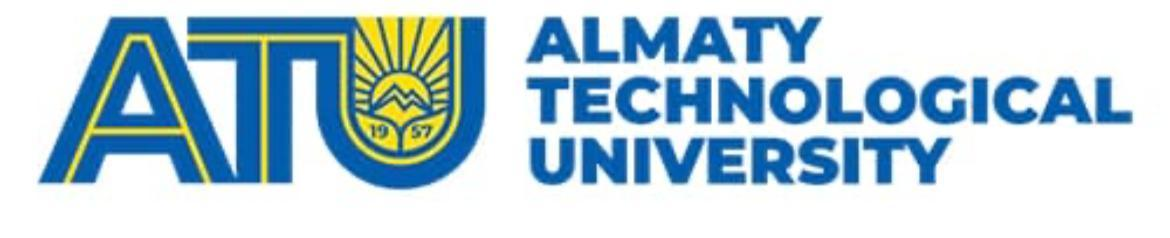 ATU
19 57
ALMATY
TECHNOLOGICAL
UNIVERSITY